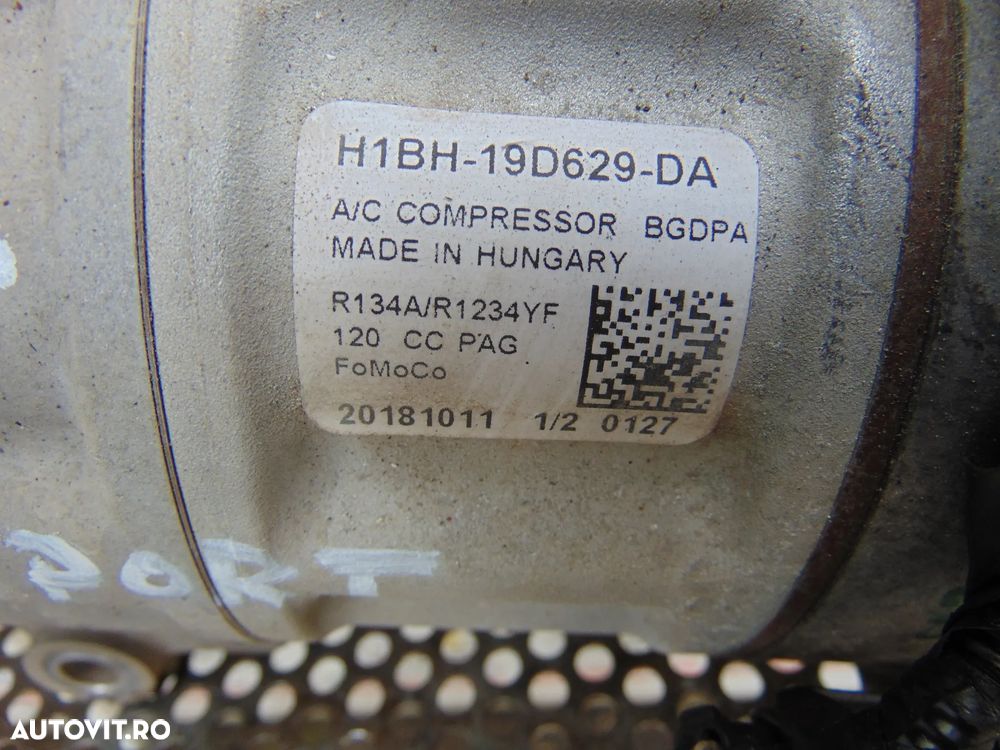 H1BH-19D629-DA
A/C COMPRESSOR BGDPA
MADE IN HUNGARY
R134A/R1234YF
120 CC PAG
FoMoCo
20181011 1/2 0127
PORT
AUTOVIT.RO